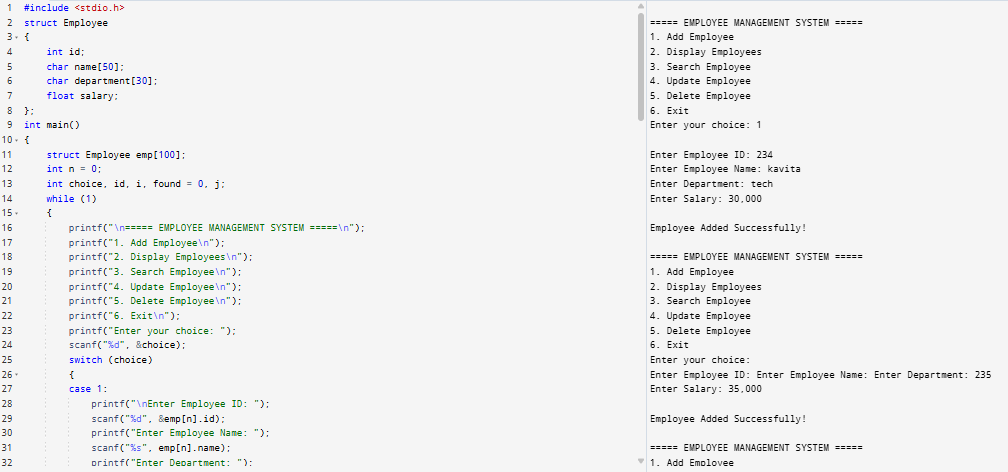 1 #include <stdio.h>
2 struct Employee
3 {
4 int id;
5 char name[50];
6 char department[30];
7 float salary;
8 };
9 int main()
10 {
11 struct Employee emp[100];
12 int n = 0;
13 int choice, id, i, found = 0, j;
14 while (1)
15 {
16 printf("\n===== EMPLOYEE MANAGEMENT SYSTEM =====\n");
17 printf("1. Add Employee\n");
18 printf("2. Display Employees\n");
19 printf("3. Search Employee\n");
20 printf("4. Update Employee\n");
21 printf("5. Delete Employee\n");
22 printf("6. Exit\n");
23 printf("Enter your choice: ");
24 scanf("%d", &choice);
25 switch (choice)
26 {
27 case 1:
28 printf("\nEnter Employee ID: ");
29 scanf("%d", &emp[n].id);
30 printf("Enter Employee Name: ");
31 scanf("%s", emp[n].name);
32 printf("Enter Department: ");
===== EMPLOYEE MANAGEMENT SYSTEM =====
1. Add Employee
2. Display Employees
3. Search Employee
4. Update Employee
5. Delete Employee
6. Exit
Enter your choice: 1
Enter Employee ID: 234
Enter Employee Name: kavita
Enter Department: tech
Enter Salary: 30,000
Employee Added Successfully!
===== EMPLOYEE MANAGEMENT SYSTEM =====
1. Add Employee
2. Display Employees
3. Search Employee
4. Update Employee
5. Delete Employee
6. Exit
Enter your choice:
Enter Employee ID: Enter Employee Name: Enter Department: 235
Enter Salary: 35,000
Employee Added Successfully!
===== EMPLOYEE MANAGEMENT SYSTEM =====
1. Add Employee